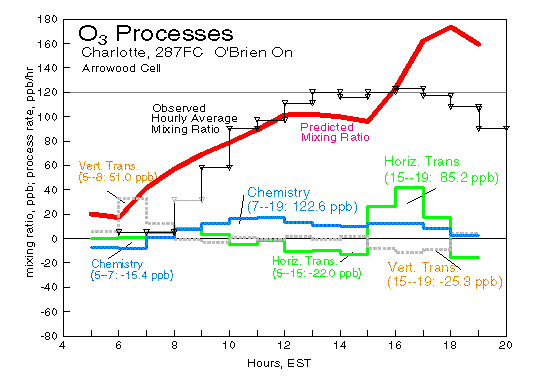 O3 Processes
Charlotte, 287FC O'Brien On
Arrowood Cell
Observed
Hourly Average
Mixing Ratio
Predicted
Mixing Ratio
Vert. Trans.
(5--8: 51.0 ppb)
Horiz. Trans.
(15--19: 85.2 ppb)
Chemistry
(7--19: 122.6 ppb)
Chemistry
(5--7: -15.4 ppb)
Horiz. Trans.
(5--15: -22.0 ppb)
Vert. Trans.
(15--19: -25.3 ppb)
mixing ratio, ppb; process rate, ppb/hr
180
160
140
120
100
80
60
40
20
0
-20
-40
-60
-80
4 6 8 10 12 14 16 18 20
Hours, EST